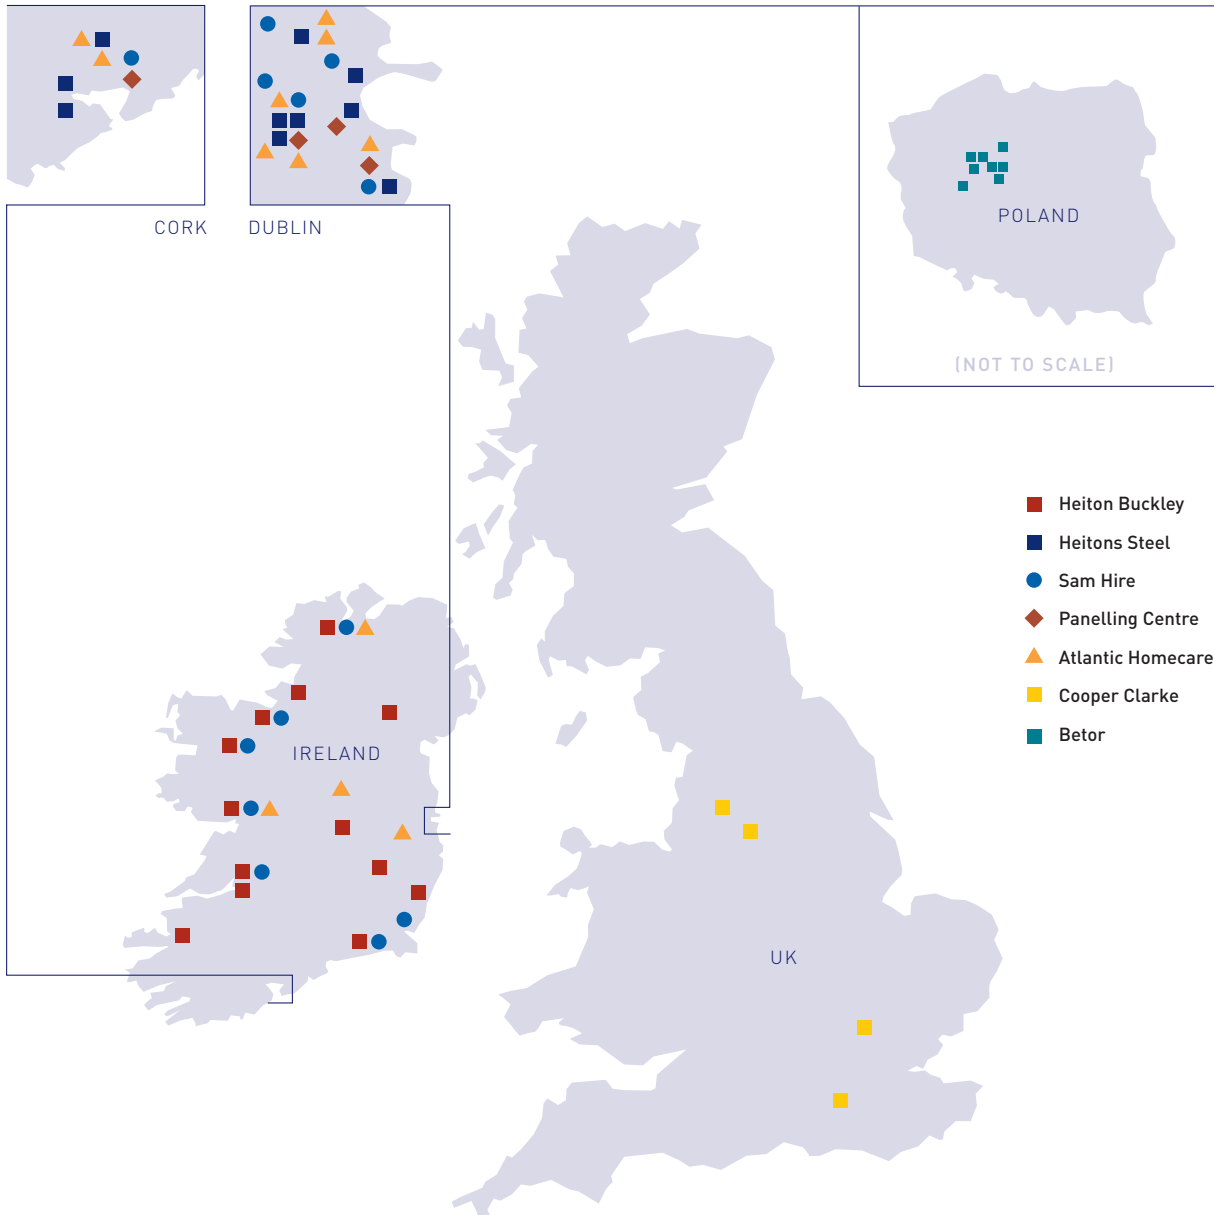 CORK
DUBLIN
POLAND
(NOT TO SCALE)
Heiton Buckley
Heitons Steel
Sam Hire
Panelling Centre
Atlantic Homecare
Cooper Clarke
Betor
IRELAND
UK